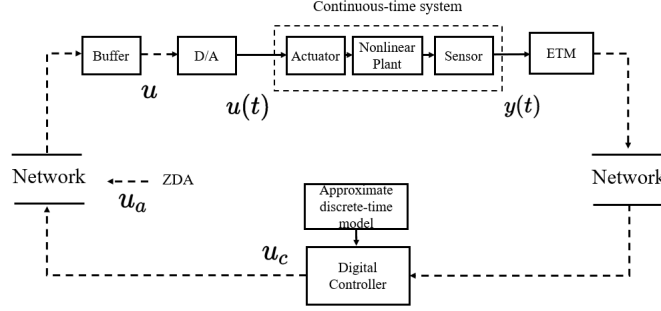 Continuous-time system
Buffer
D/A
Actuator
Nonlinear
Plant
Sensor
ETM
u
u(t)
y(t)
Network
ZDA
u_a
Network
Approximate
discrete-time
model
u_c
Digital
Controller